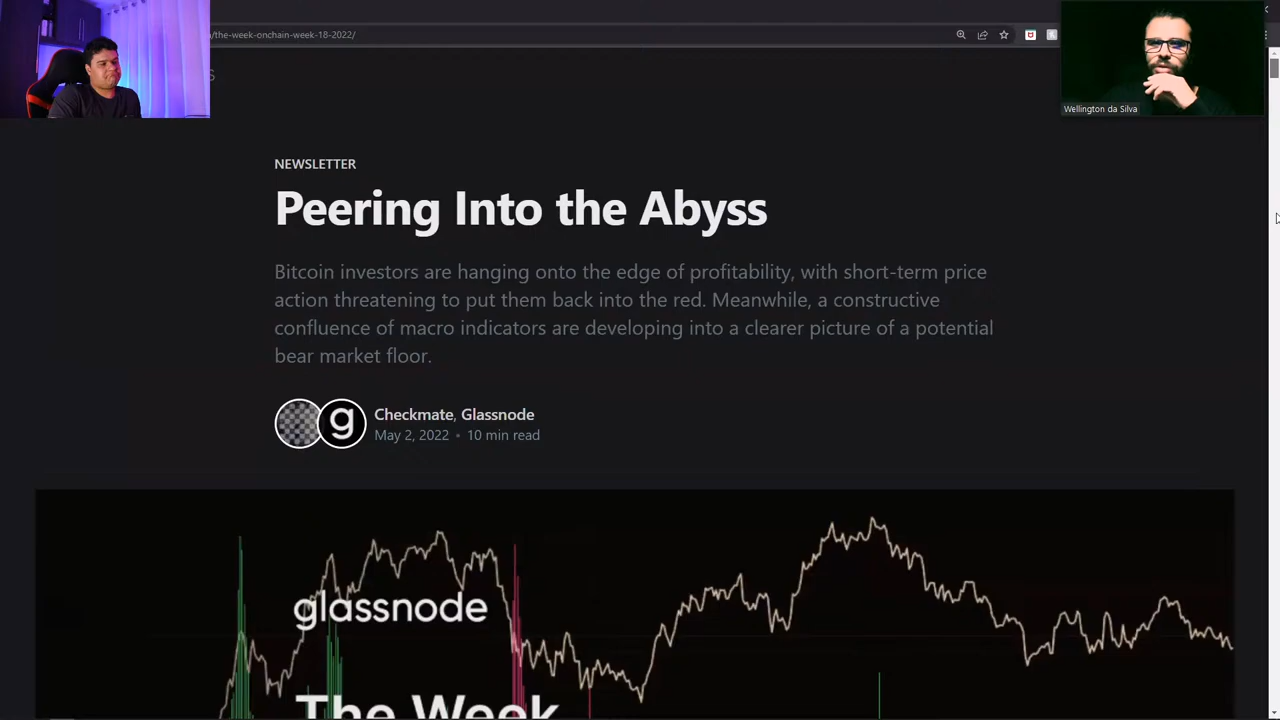 /the-week-onchain-week-18-2022/
Wellington da Silva
NEWSLETTER
Peering Into the Abyss
Bitcoin investors are hanging onto the edge of profitability, with short-term price
action threatening to put them back into the red. Meanwhile, a constructive
confluence of macro indicators are developing into a clearer picture of a potential
bear market floor.
g
Checkmate, Glassnode
May 2, 2022 • 10 min read
glassnode
The Week